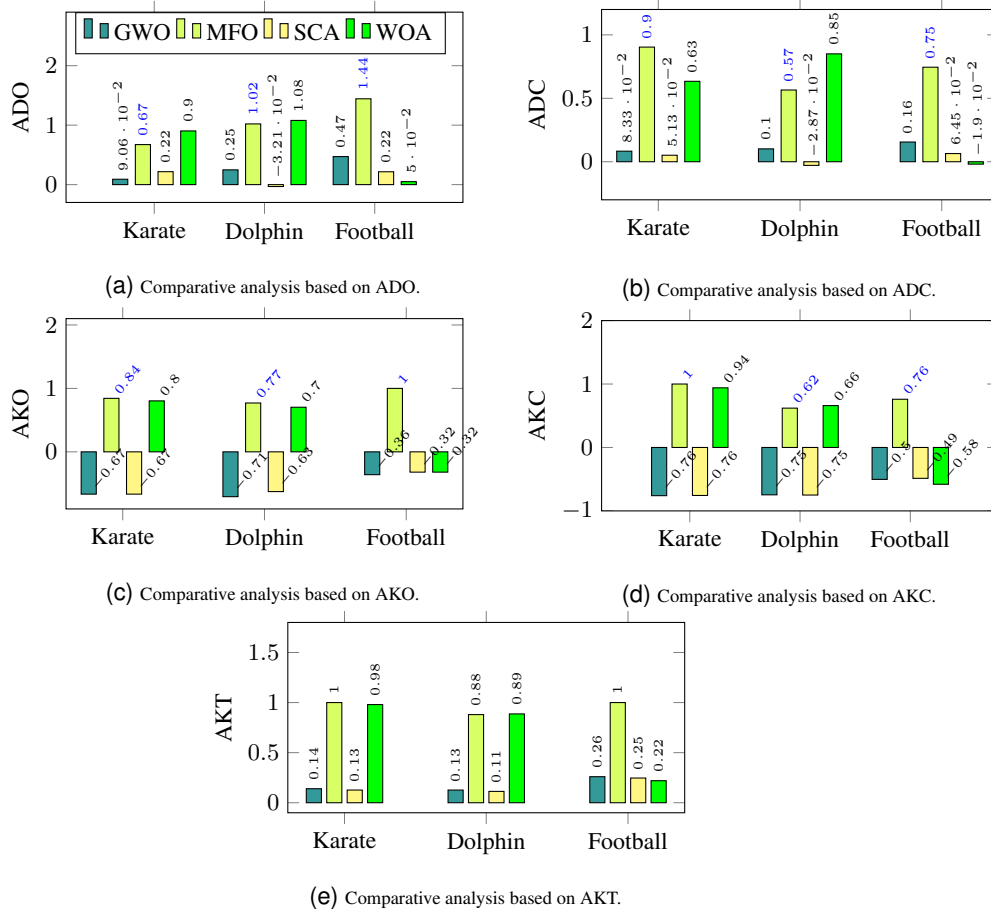 GWO MFO SCA WOA
ADO
2
1
0
9.06 · 10−2
0.67
0.22
0.9
0.25
1.02
−3.21 · 10−2
1.08
0.47
1.44
0.22
5 · 10−2
Karate Dolphin Football
(a) Comparative analysis based on ADO.
ADC
1
0.5
0
8.33 · 10−2
0.9
5.13 · 10−2
0.63
0.1
0.57
−2.87 · 10−2
0.85
0.16
0.75
6.45 · 10−2
−1.9 · 10−2
Karate Dolphin Football
(b) Comparative analysis based on ADC.
AKO
2
1
0
−0.67
0.84
−0.67
0.8
−0.71
0.77
−0.63
0.7
−0.36
1
−0.32
−0.32
Karate Dolphin Football
(c) Comparative analysis based on AKO.
AKC
2
1
0
−1
−0.76
1
−0.76
0.94
−0.75
0.62
−0.75
0.66
−0.5
0.76
−0.49
−0.58
Karate Dolphin Football
(d) Comparative analysis based on AKC.
AKT
1.5
1
0.5
0
0.14
1
0.13
0.98
0.13
0.88
0.11
0.89
0.26
1
0.25
0.22
Karate Dolphin Football
(e) Comparative analysis based on AKT.